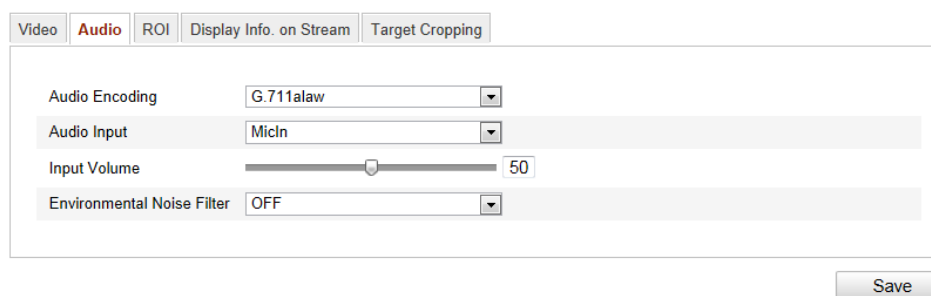 Video Audio ROI Display Info. on Stream Target Cropping
Audio Encoding G.711alaw
Audio Input MicIn
Input Volume 50
Environmental Noise Filter OFF
Save